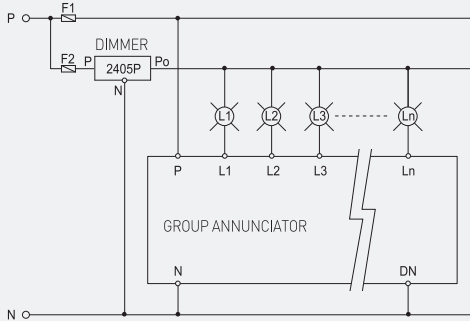 F1
P
DIMMER
F2 P 2405P Po
N
L1 L2 L3 Ln
P L1 L2 L3 Ln
GROUP ANNUNCIATOR
N DN
N